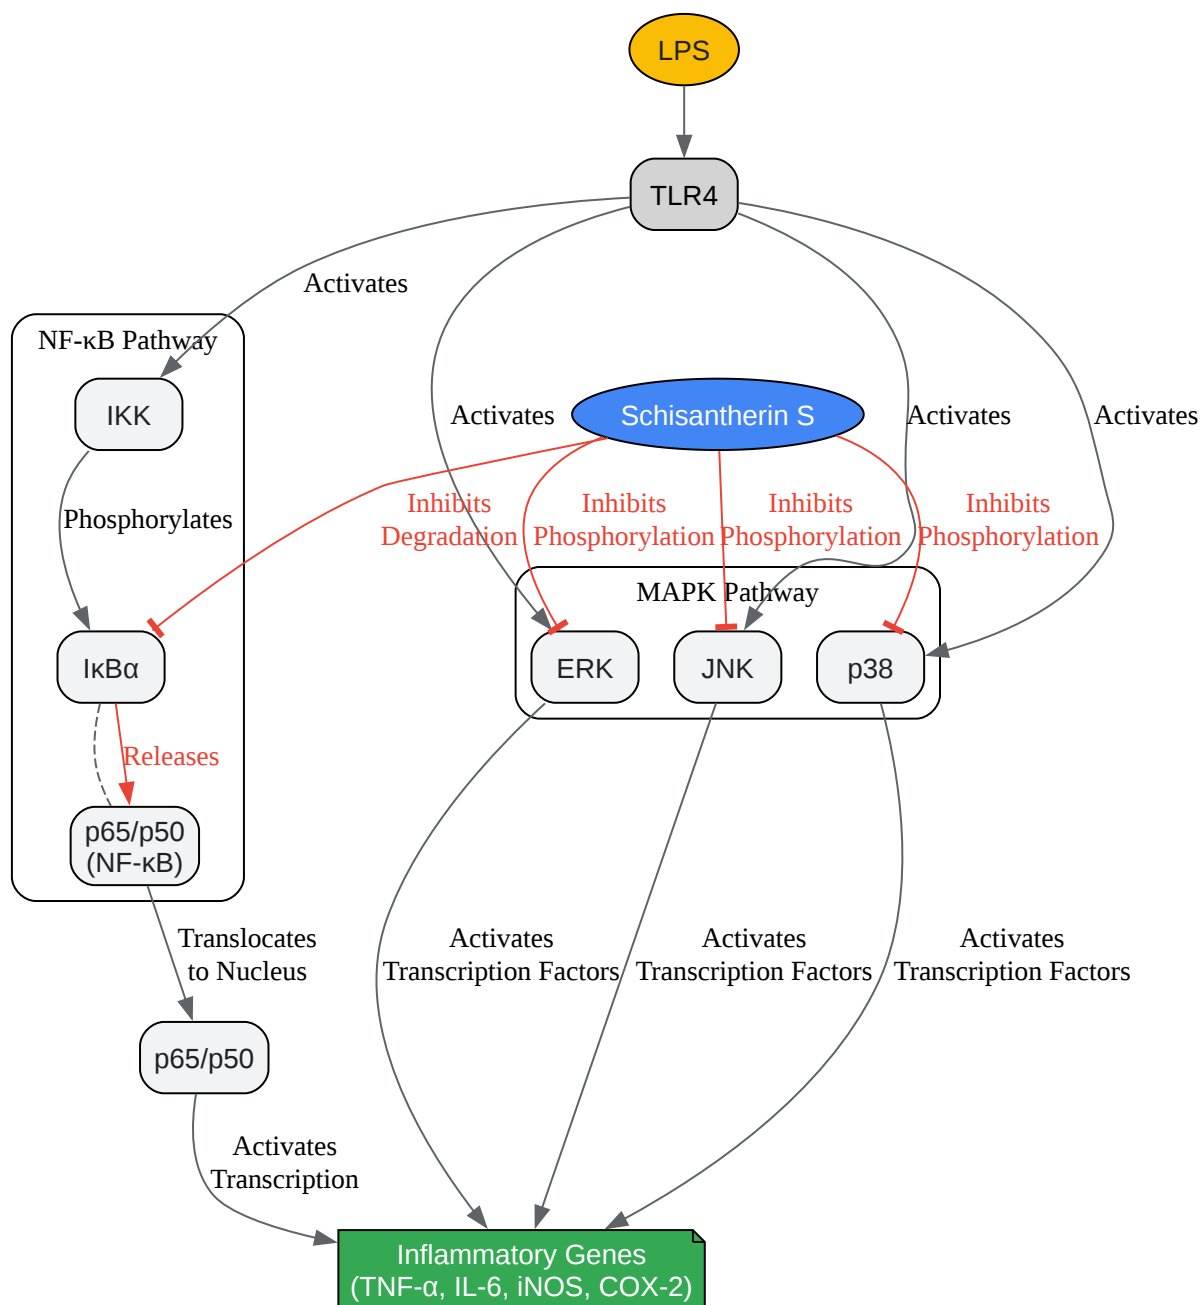 LPS
TLR4
Activates
NF-κB Pathway
IKK
Schisantherin S
Activates
Activates
Activates
Phosphorylates
Inhibits
Degradation
Inhibits
Phosphorylation
Inhibits
Phosphorylation
Inhibits
Phosphorylation
MAPK Pathway
IκBα
ERK
JNK
p38
Releases
p65/p50
(NF-κB)
Translocates
to Nucleus
Activates
Transcription Factors
Activates
Transcription Factors
Activates
Transcription Factors
p65/p50
Activates
Transcription
Inflammatory Genes
(TNF-α, IL-6, iNOS, COX-2)